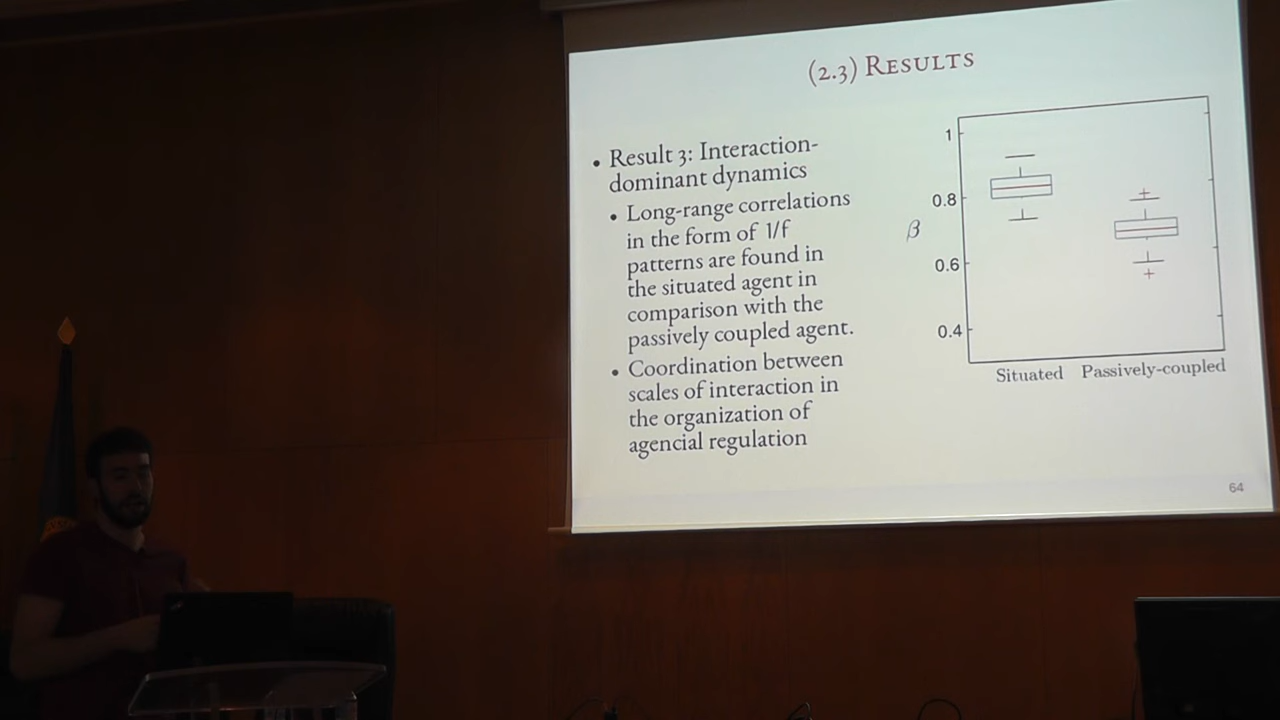 (2.3) RESULTS
• Result 3: Interaction-
dominant dynamics
• Long-range correlations
in the form of 1/f
patterns are found in
the situated agent in
comparison with the
passively coupled agent.
• Coordination between
scales of interaction in
the organization of
agencial regulation
1
0.8
β
0.6
0.4
Situated Passively-coupled
64